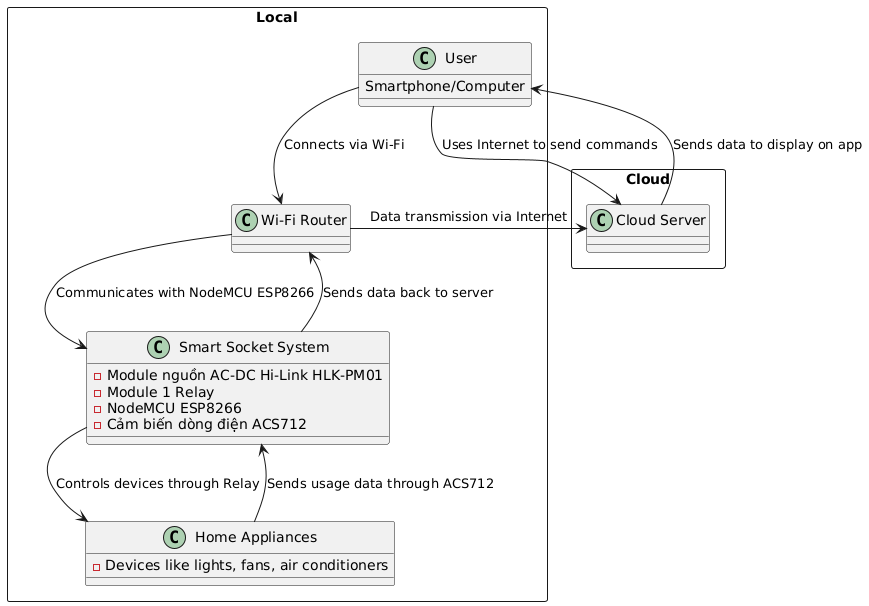 Local
C User
Smartphone/Computer
Connects via Wi-Fi
Uses Internet to send commands
Sends data to display on app
Cloud
C Wi-Fi Router
Data transmission via Internet
C Cloud Server
Communicates with NodeMCU ESP8266
Sends data back to server
C Smart Socket System
Module nguồn AC-DC Hi-Link HLK-PM01
Module 1 Relay
NodeMCU ESP8266
Cảm biến dòng điện ACS712
Controls devices through Relay
Sends usage data through ACS712
C Home Appliances
Devices like lights, fans, air conditioners